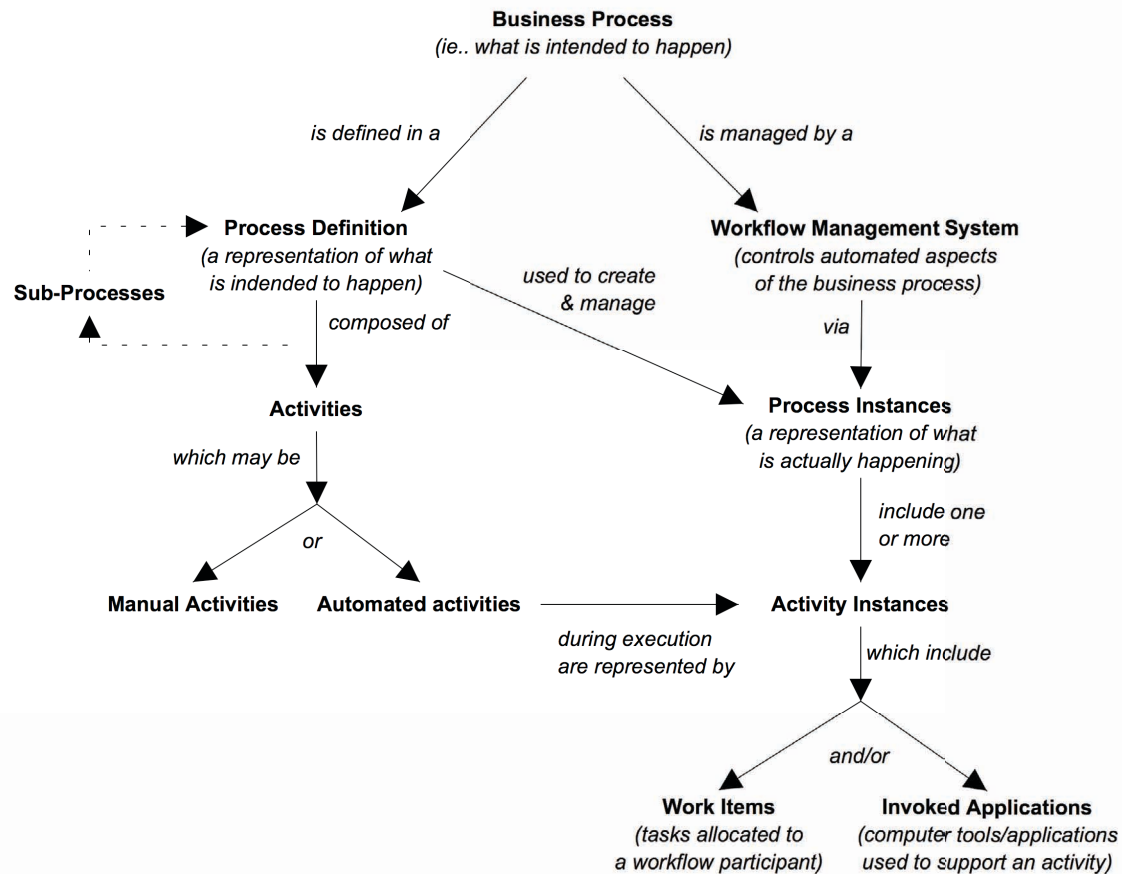 Business Process
(ie.. what is intended to happen)
is defined in a
is managed by a
Process Definition
(a representation of what
is indended to happen)
Workflow Management System
(controls automated aspects
of the business process)
Sub-Processes
used to create
& manage
composed of
via
Activities
Process Instances
(a representation of what
is actually happening)
which may be
include one
or more
or
Manual Activities
Automated activities
Activity Instances
during execution
are represented by
which include
and/or
Work Items
(tasks allocated to
a workflow participant)
Invoked Applications
(computer tools/applications
used to support an activity)